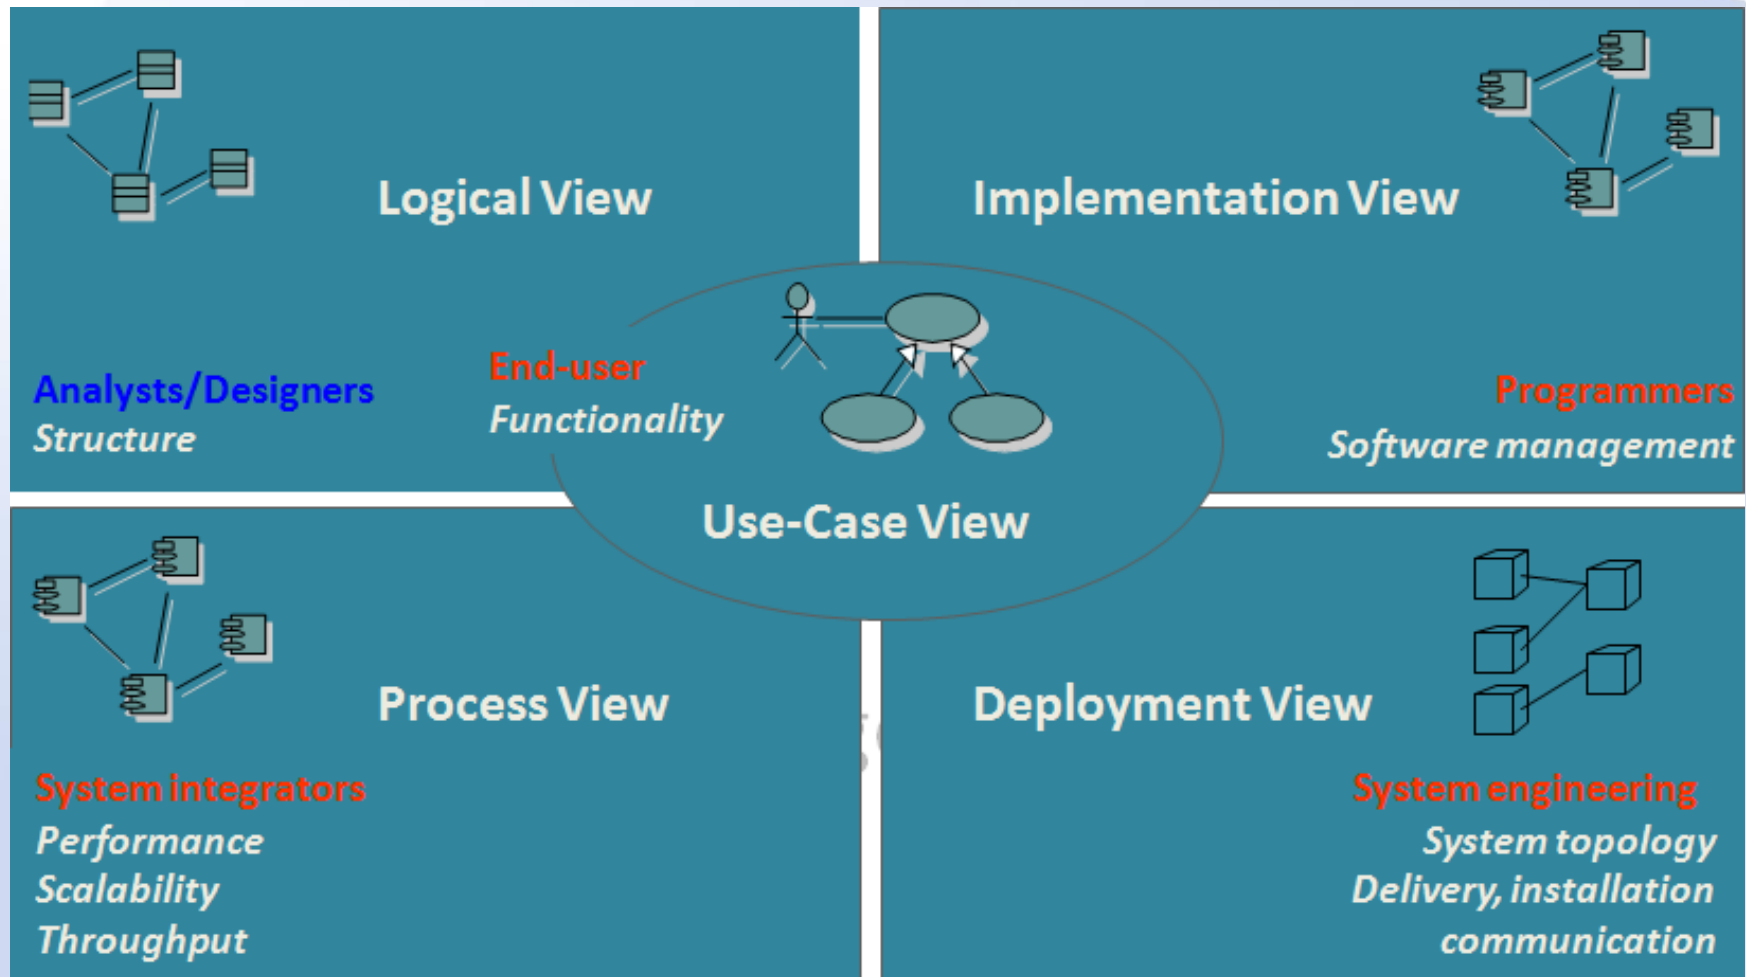 Logical View
Analysts/Designers
Structure
Implementation View
Programmers
Software management
End-user
Functionality
Use-Case View
Process View
System integrators
Performance
Scalability
Throughput
Deployment View
System engineering
System topology
Delivery, installation
communication